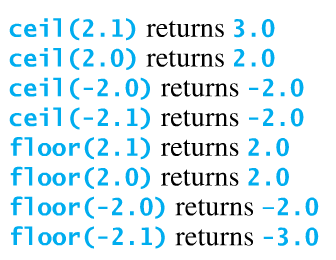 ceil(2.1) returns 3.0
ceil(2.0) returns 2.0
ceil(-2.0) returns -2.0
ceil(-2.1) returns -2.0
floor(2.1) returns 2.0
floor(2.0) returns 2.0
floor(-2.0) returns –2.0
floor(-2.1) returns -3.0